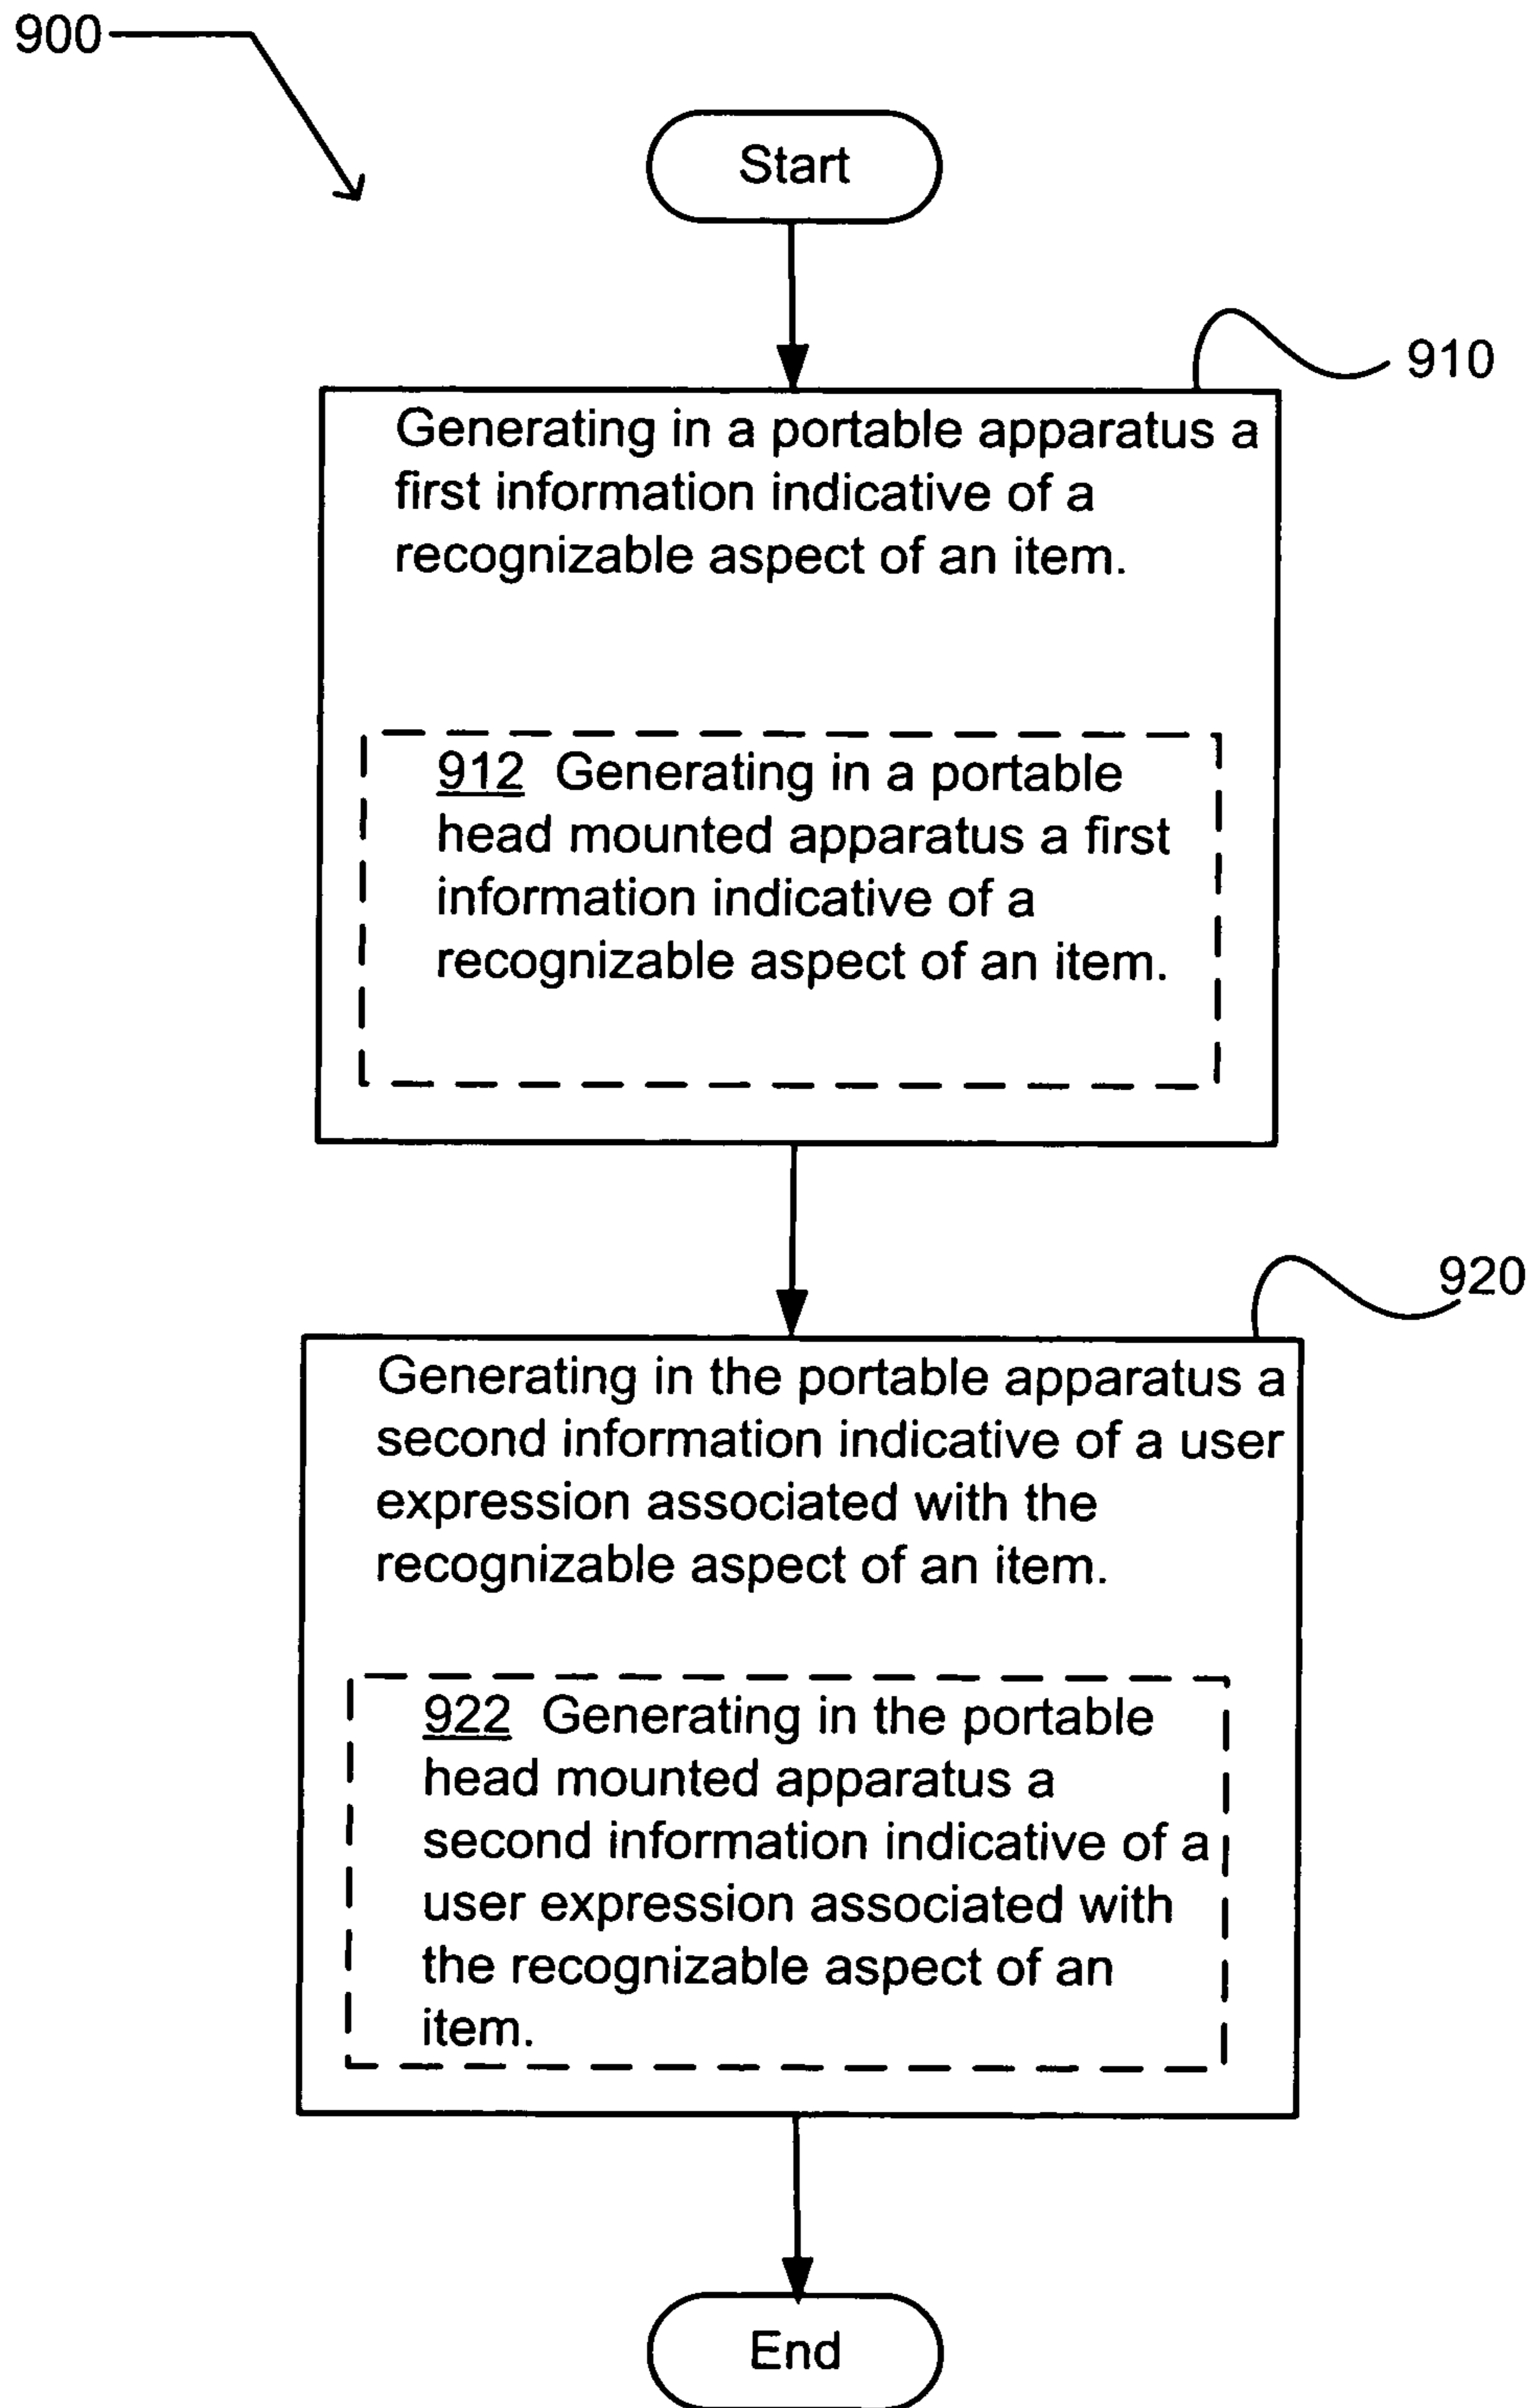 900
Start
910
Generating in a portable apparatus a
first information indicative of a
recognizable aspect of an item.
912 Generating in a portable
head mounted apparatus a first
information indicative of a
recognizable aspect of an item.
920
Generating in the portable apparatus a
second information indicative of a user
expression associated with the
recognizable aspect of an item.
922 Generating in the portable
head mounted apparatus a
second information indicative of a
user expression associated with
the recognizable aspect of an
item.
End